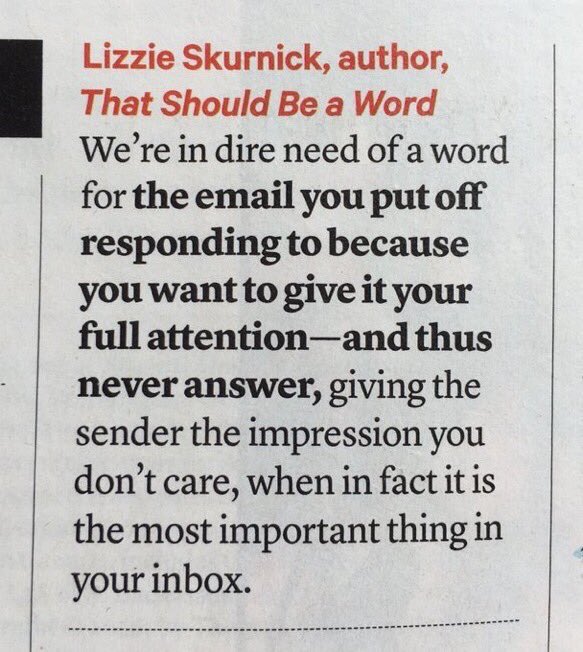 Lizzie Skurnick, author,
That Should Be a Word
We’re in dire need of a word
for the email you put off
responding to because
you want to give it your
full attention—and thus
never answer, giving the
sender the impression you
don’t care, when in fact it is
the most important thing in
your inbox.